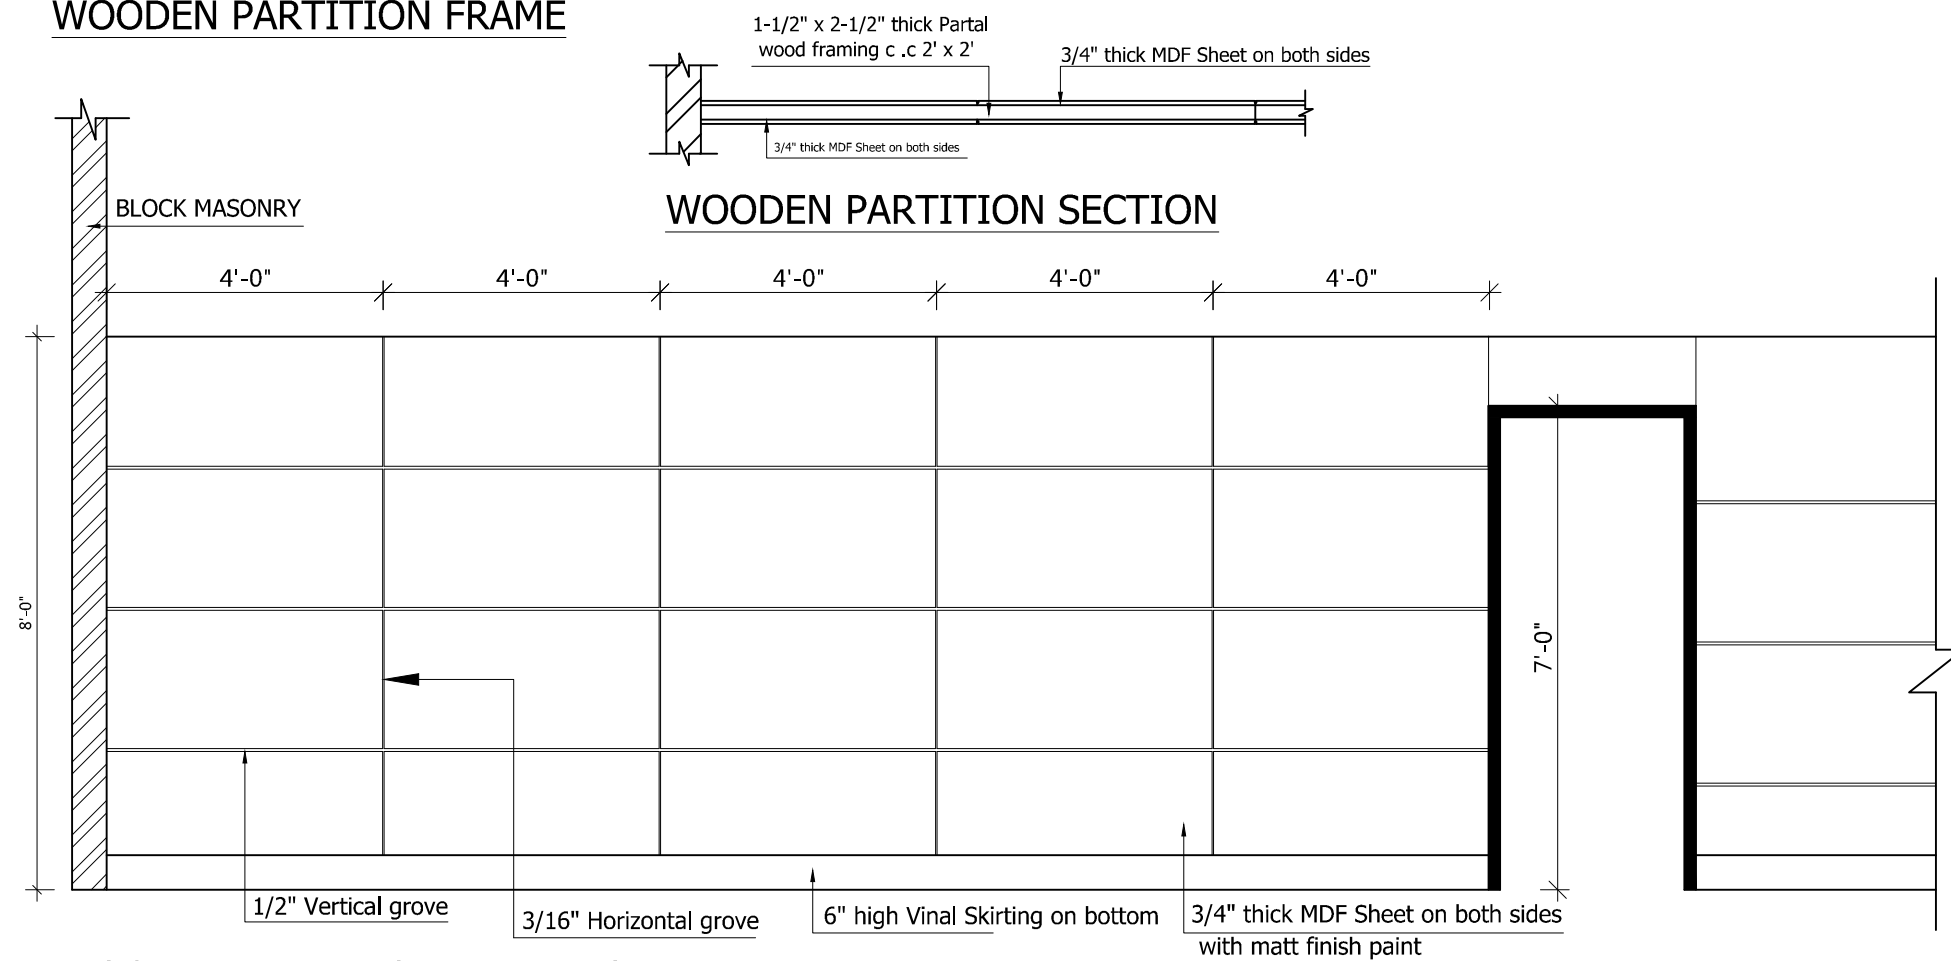 WOODEN PARTITION FRAME
1-1/2" x 2-1/2" thick Partal
wood framing c .c 2' x 2'
3/4" thick MDF Sheet on both sides
3/4" thick MDF Sheet on both sides
BLOCK MASONRY
WOODEN PARTITION SECTION
4'-0"
4'-0"
4'-0"
4'-0"
4'-0"
8'-0"
7'-0"
1/2" Vertical grove
3/16" Horizontal grove
6" high Vinal Skirting on bottom
3/4" thick MDF Sheet on both sides
with matt finish paint